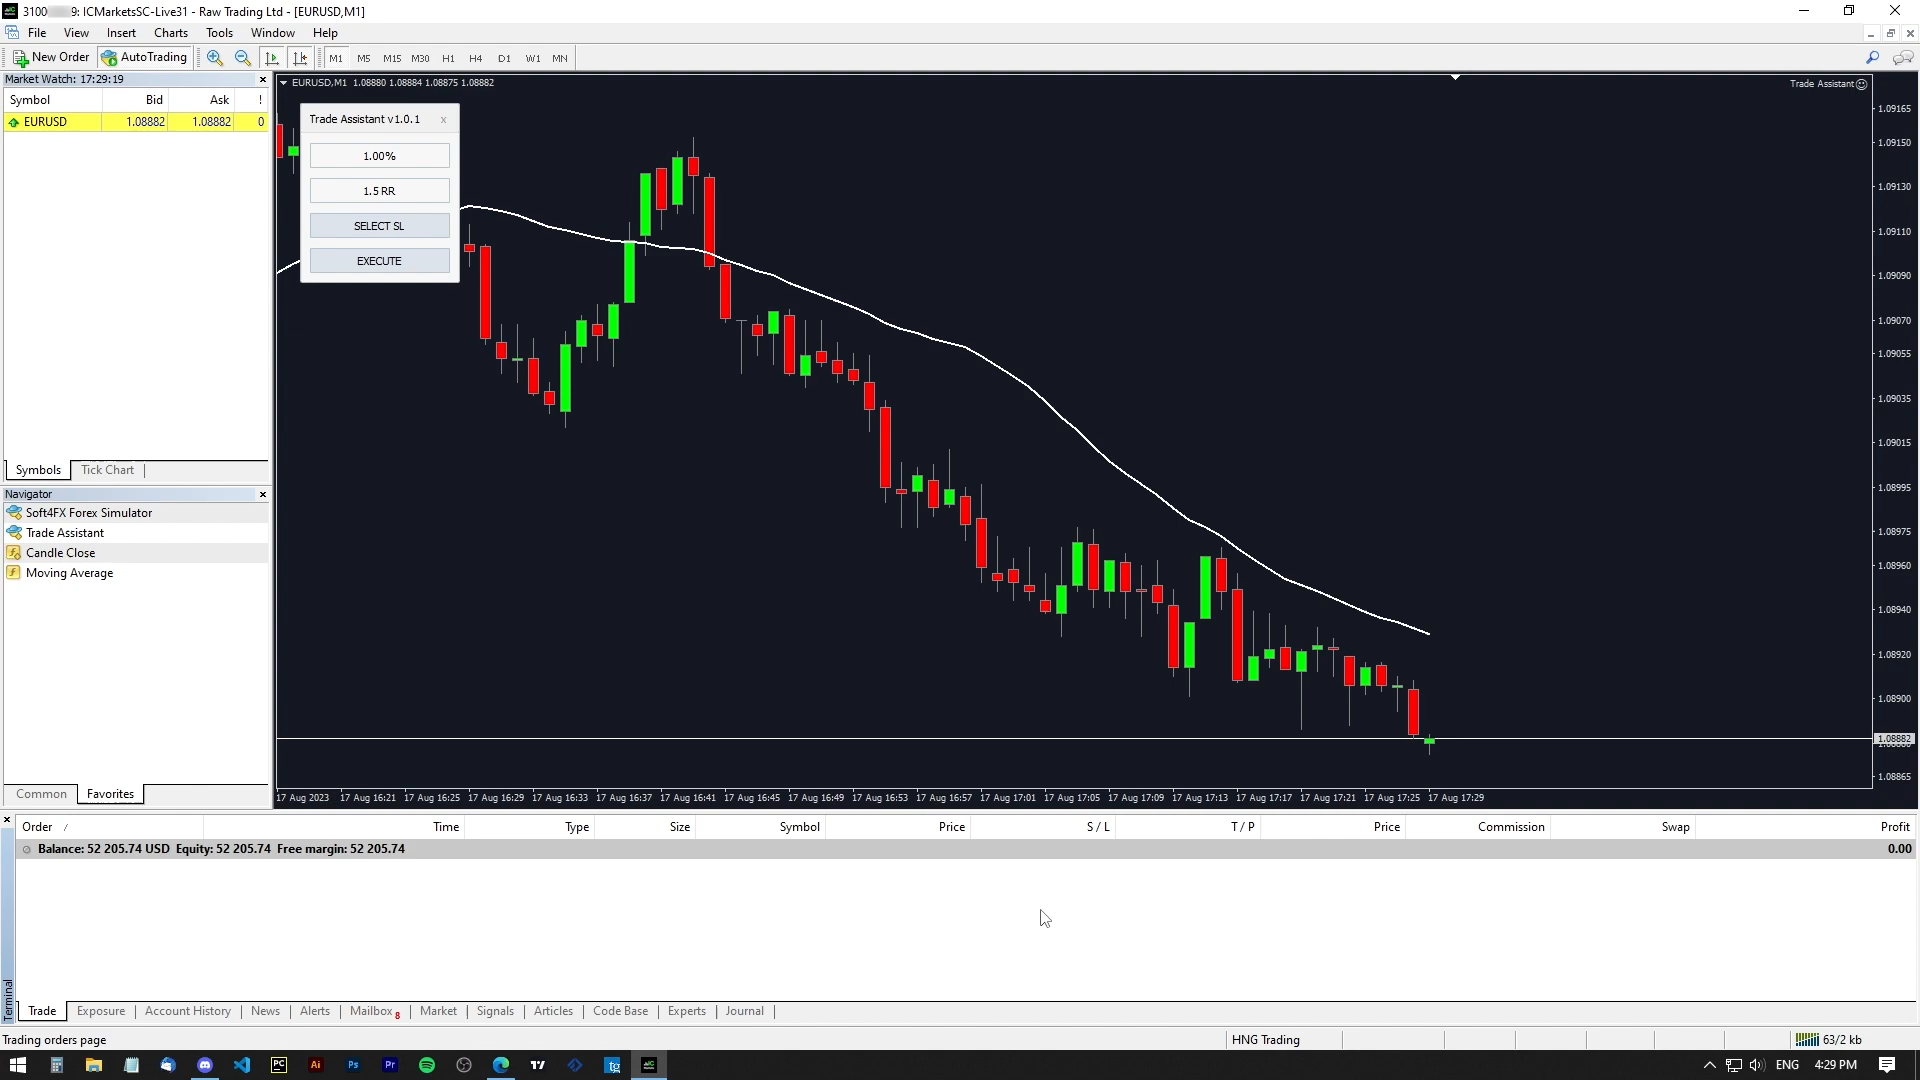 3100 9: ICMarketsSC-Live31 - Raw Trading Ltd - [EURUSD,M1]
File View Insert Charts Tools Window Help
New Order AutoTrading M1 M5 M15 M30 H1 H4 D1 W1 MN
Market Watch: 17:29:19
Symbol Bid Ask !
EURUSD 1.08882 1.08882 0
Symbols Tick Chart
Navigator
Soft4FX Forex Simulator
Trade Assistant
Candle Close
Moving Average
Common Favorites
EURUSD,M1 1.08880 1.08884 1.08875 1.08882
Trade Assistant
Trade Assistant v1.0.1 x
1.00%
1.5 RR
SELECT SL
EXECUTE
1.09165
1.09150
1.09130
1.09110
1.09090
1.09070
1.09055
1.09035
1.09015
1.08995
1.08975
1.08960
1.08940
1.08920
1.08900
1.08882
1.08865
17 Aug 2023 17 Aug 16:21 17 Aug 16:25 17 Aug 16:29 17 Aug 16:33 17 Aug 16:37 17 Aug 16:41 17 Aug 16:45 17 Aug 16:49 17 Aug 16:53 17 Aug 16:57 17 Aug 17:01 17 Aug 17:05 17 Aug 17:09 17 Aug 17:13 17 Aug 17:17 17 Aug 17:21 17 Aug 17:25 17 Aug 17:29
Order / Time Type Size Symbol Price S / L T / P Price Commission Swap Profit
Balance: 52 205.74 USD Equity: 52 205.74 Free margin: 52 205.74 0.00
Terminal
Trade Exposure Account History News Alerts Mailbox 8 Market Signals Articles Code Base Experts Journal
Trading orders page HNG Trading 63/2 kb
PC Ai Ps Pr tg ENG 4:29 PM